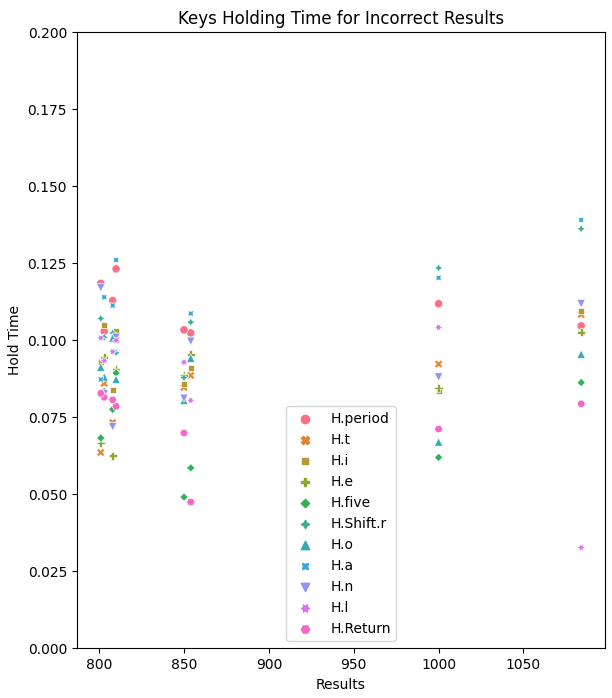 Keys Holding Time for Incorrect Results
0.200
0.175
0.150
0.125
0.100
0.075
0.050
0.025
0.000
Hold Time
H.period
H.t
H.i
H.e
H.five
H.Shift.r
H.o
H.a
H.n
H.l
H.Return
800 850 900 950 1000 1050
Results